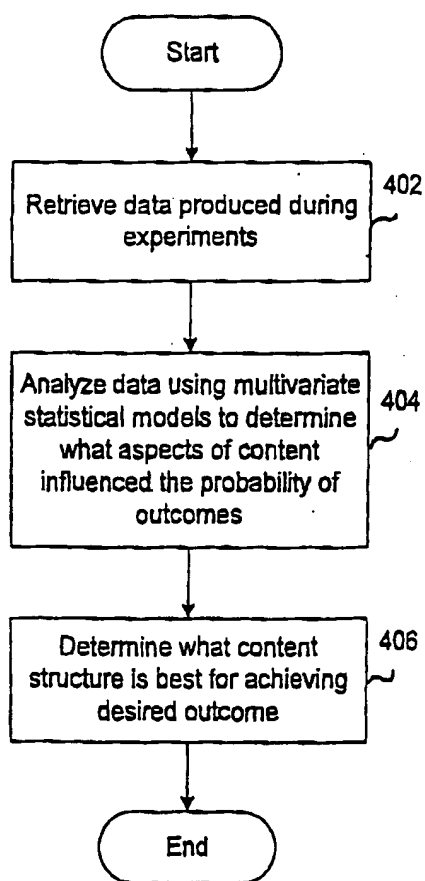 Start
402
Retrieve data produced during
experiments
Analyze data using multivariate
statistical models to determine
what aspects of content
influenced the probability of
outcomes
404
Determine what content
structure is best for achieving
desired outcome
406
End